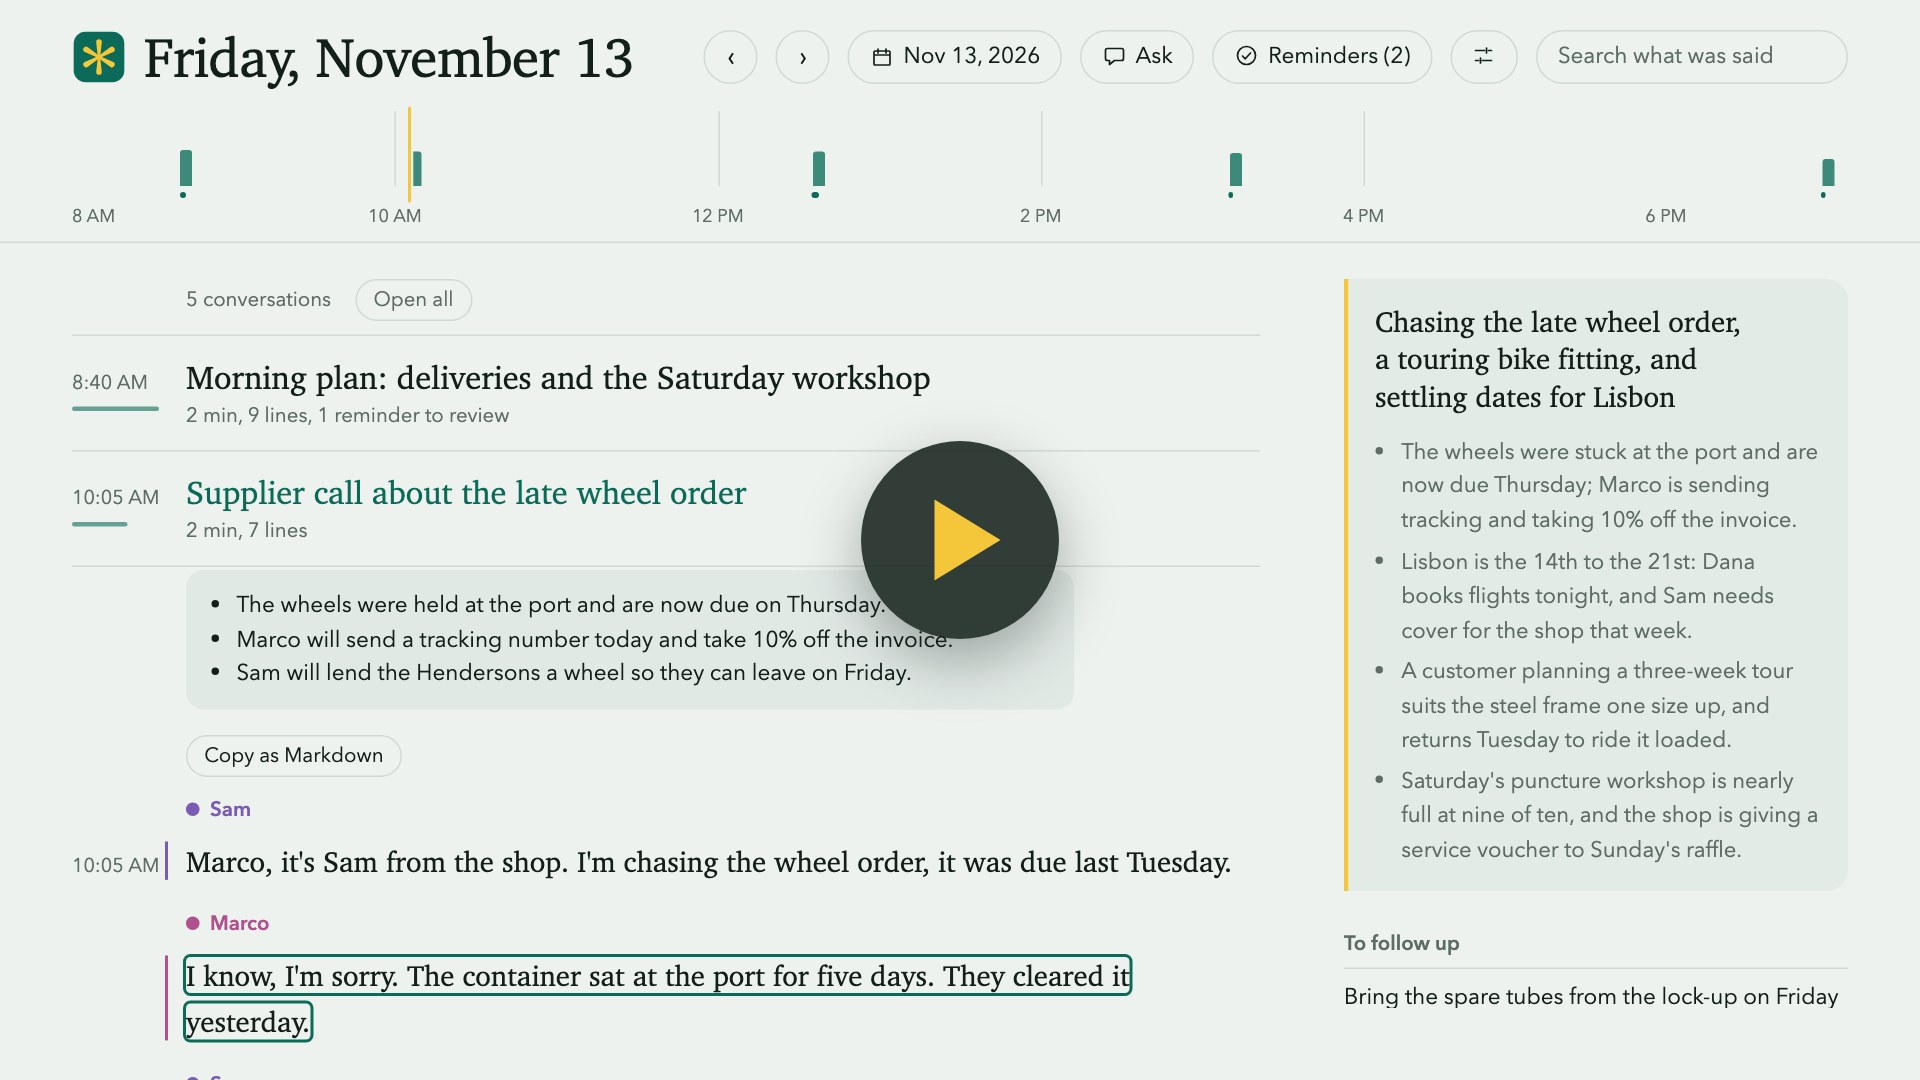 Friday, November 13
‹
›
Nov 13, 2026
Ask
Reminders (2)
Search what was said
8 AM
10 AM
12 PM
2 PM
4 PM
6 PM
5 conversations
Open all
8:40 AM
Morning plan: deliveries and the Saturday workshop
2 min, 9 lines, 1 reminder to review
10:05 AM
Supplier call about the late wheel order
2 min, 7 lines
• The wheels were held at the port and are now due on Thursday.
• Marco will send a tracking number today and take 10% off the invoice.
• Sam will lend the Hendersons a wheel so they can leave on Friday.
Copy as Markdown
Sam
10:05 AM
Marco, it's Sam from the shop. I'm chasing the wheel order, it was due last Tuesday.
Marco
I know, I'm sorry. The container sat at the port for five days. They cleared it
yesterday.
Chasing the late wheel order,
a touring bike fitting, and
settling dates for Lisbon
• The wheels were stuck at the port and are
now due Thursday; Marco is sending
tracking and taking 10% off the invoice.
• Lisbon is the 14th to the 21st: Dana
books flights tonight, and Sam needs
cover for the shop that week.
• A customer planning a three-week tour
suits the steel frame one size up, and
returns Tuesday to ride it loaded.
• Saturday's puncture workshop is nearly
full at nine of ten, and the shop is giving a
service voucher to Sunday's raffle.
To follow up
Bring the spare tubes from the lock-up on Friday